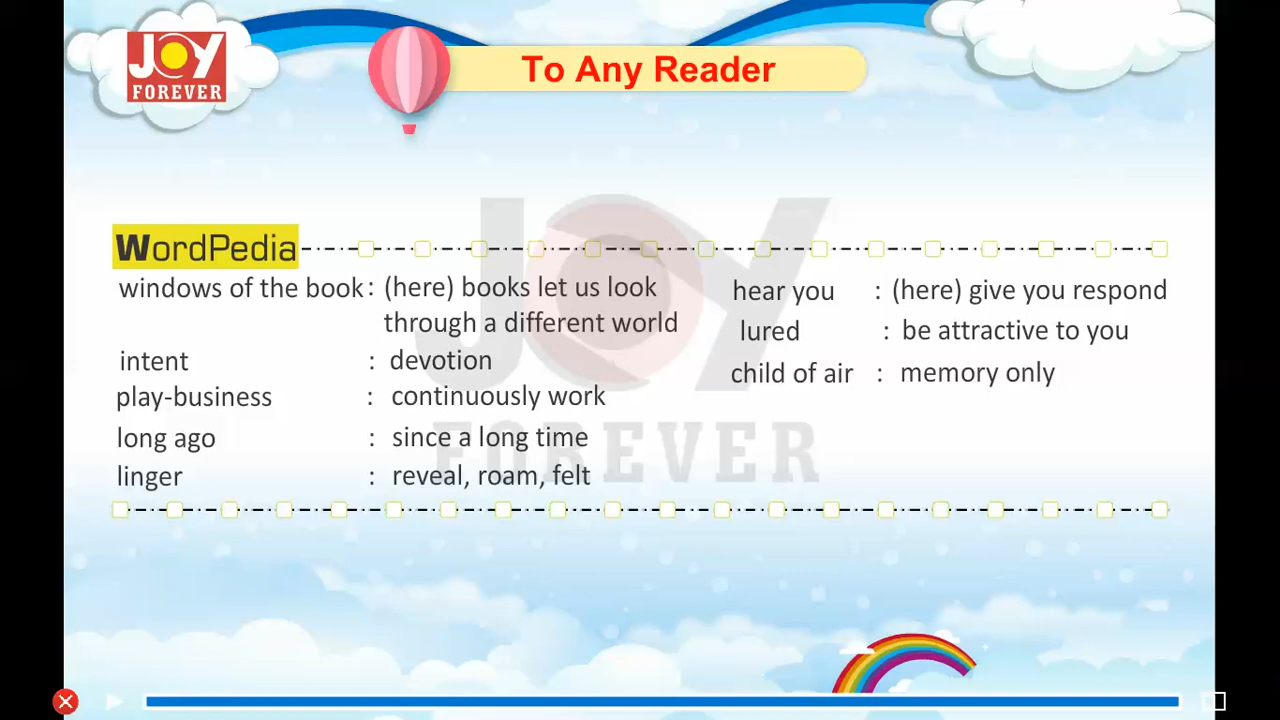 JOY
FOREVER
To Any Reader
WordPedia
windows of the book : (here) books let us look
through a different world
intent : devotion
play-business : continuously work
long ago : since a long time
linger : reveal, roam, felt
hear you : (here) give you respond
lured : be attractive to you
child of air : memory only
JOY
FOREVER